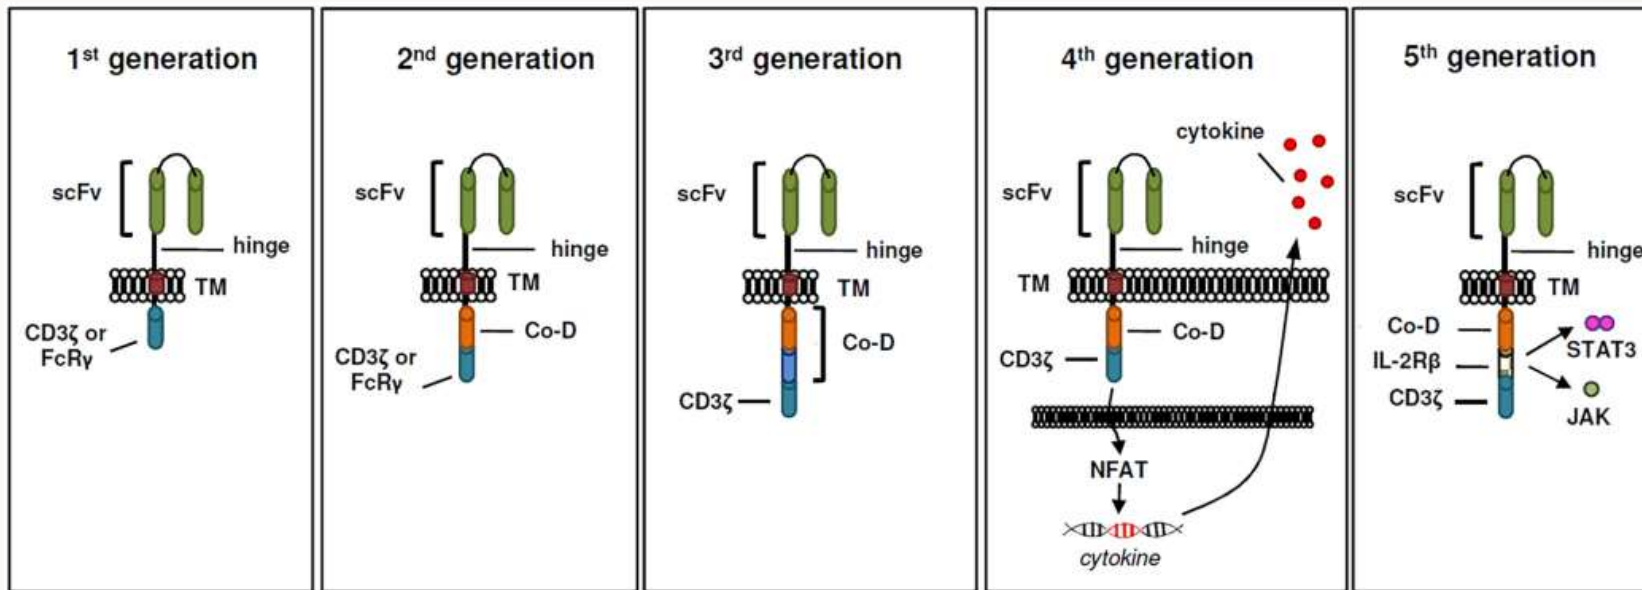 1st generation
scFv
hinge
TM
CD3ζ or
FcRγ
2nd generation
scFv
hinge
TM
Co-D
CD3ζ or
FcRγ
3rd generation
scFv
hinge
TM
Co-D
CD3ζ
4th generation
cytokine
scFv
hinge
TM
Co-D
CD3ζ
NFAT
cytokine
5th generation
scFv
hinge
TM
Co-D
STAT3
IL-2Rβ
CD3ζ
JAK